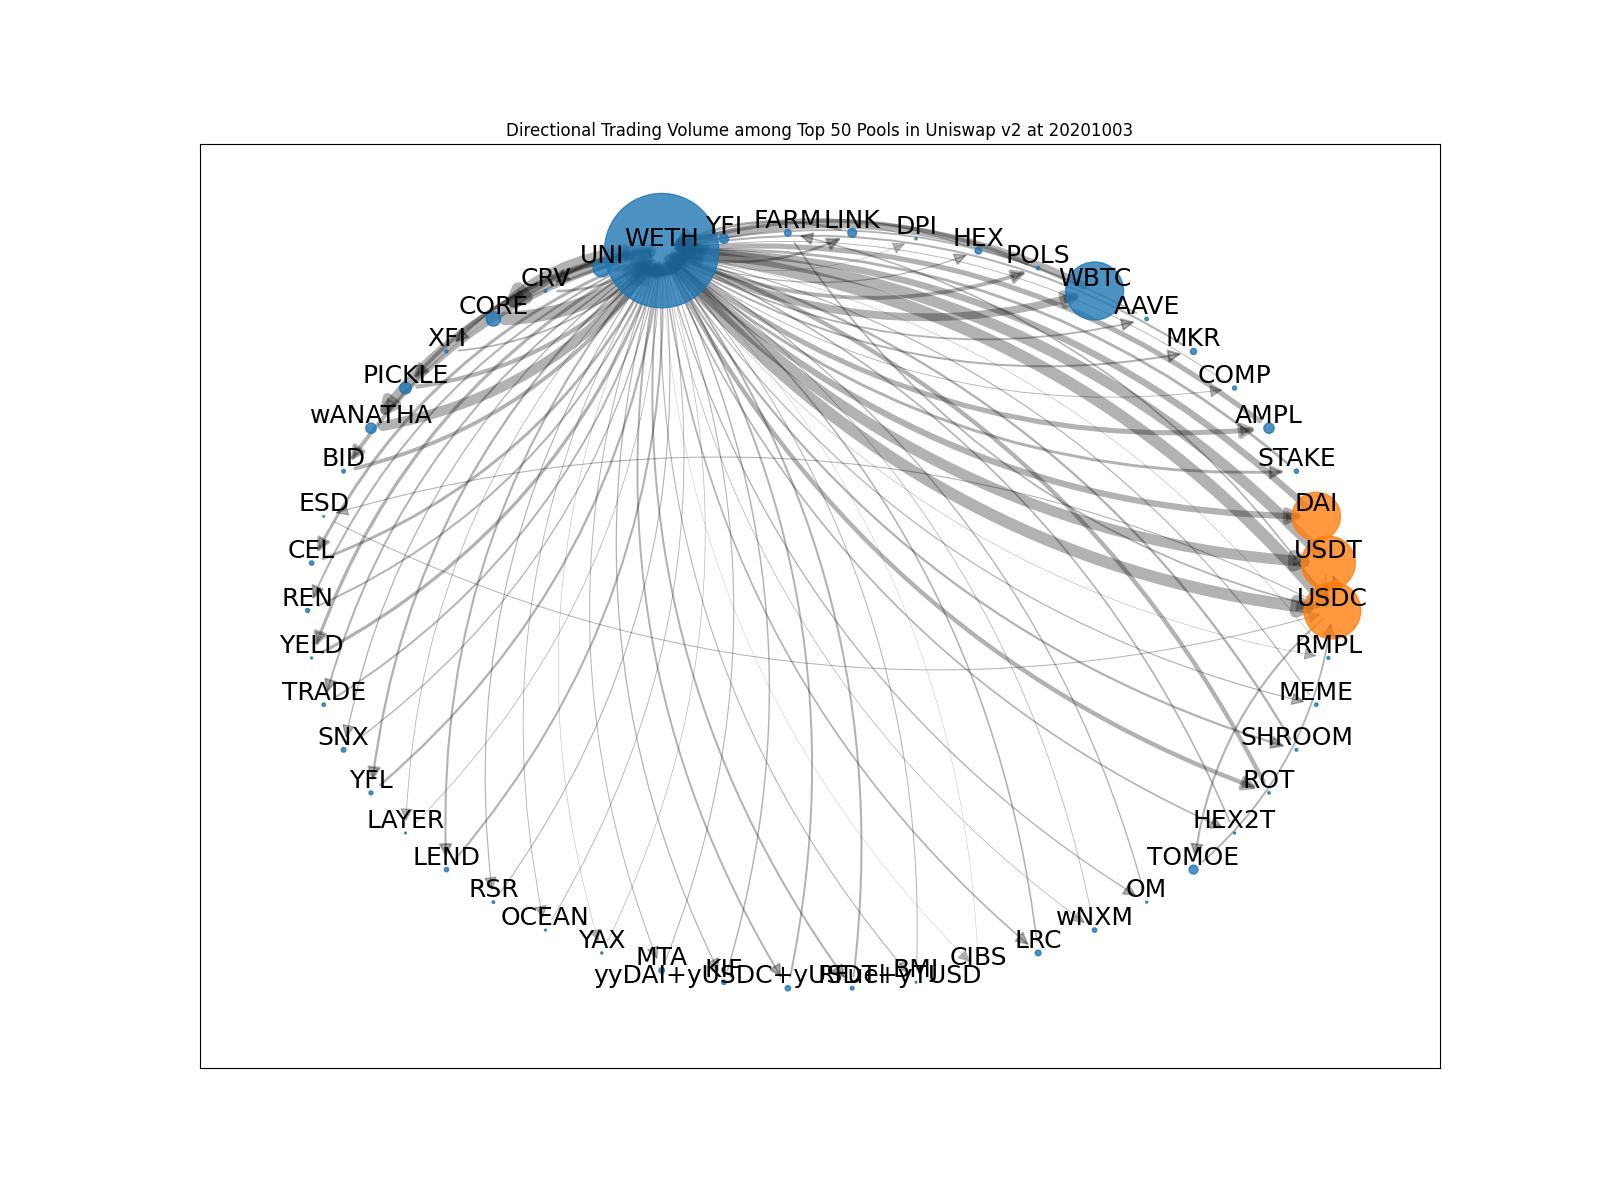 Directional Trading Volume among Top 50 Pools in Uniswap v2 at 20201003
WETH
YFI
FARM
LINK
DPI
HEX
POLS
WBTC
AAVE
MKR
COMP
AMPL
STAKE
DAI
USDT
USDC
RMPL
MEME
SHROOM
ROT
HEX2T
TOMOE
OM
wNXM
LRC
CIBS
BMI
yyDAI+yUSDC+yUSDT+yTUSD
MTA
YAX
OCEAN
RSR
LEND
LAYER
YFL
SNX
TRADE
YELD
REN
CEL
ESD
BID
wANATHA
PICKLE
XFI
CORE
CRV
UNI